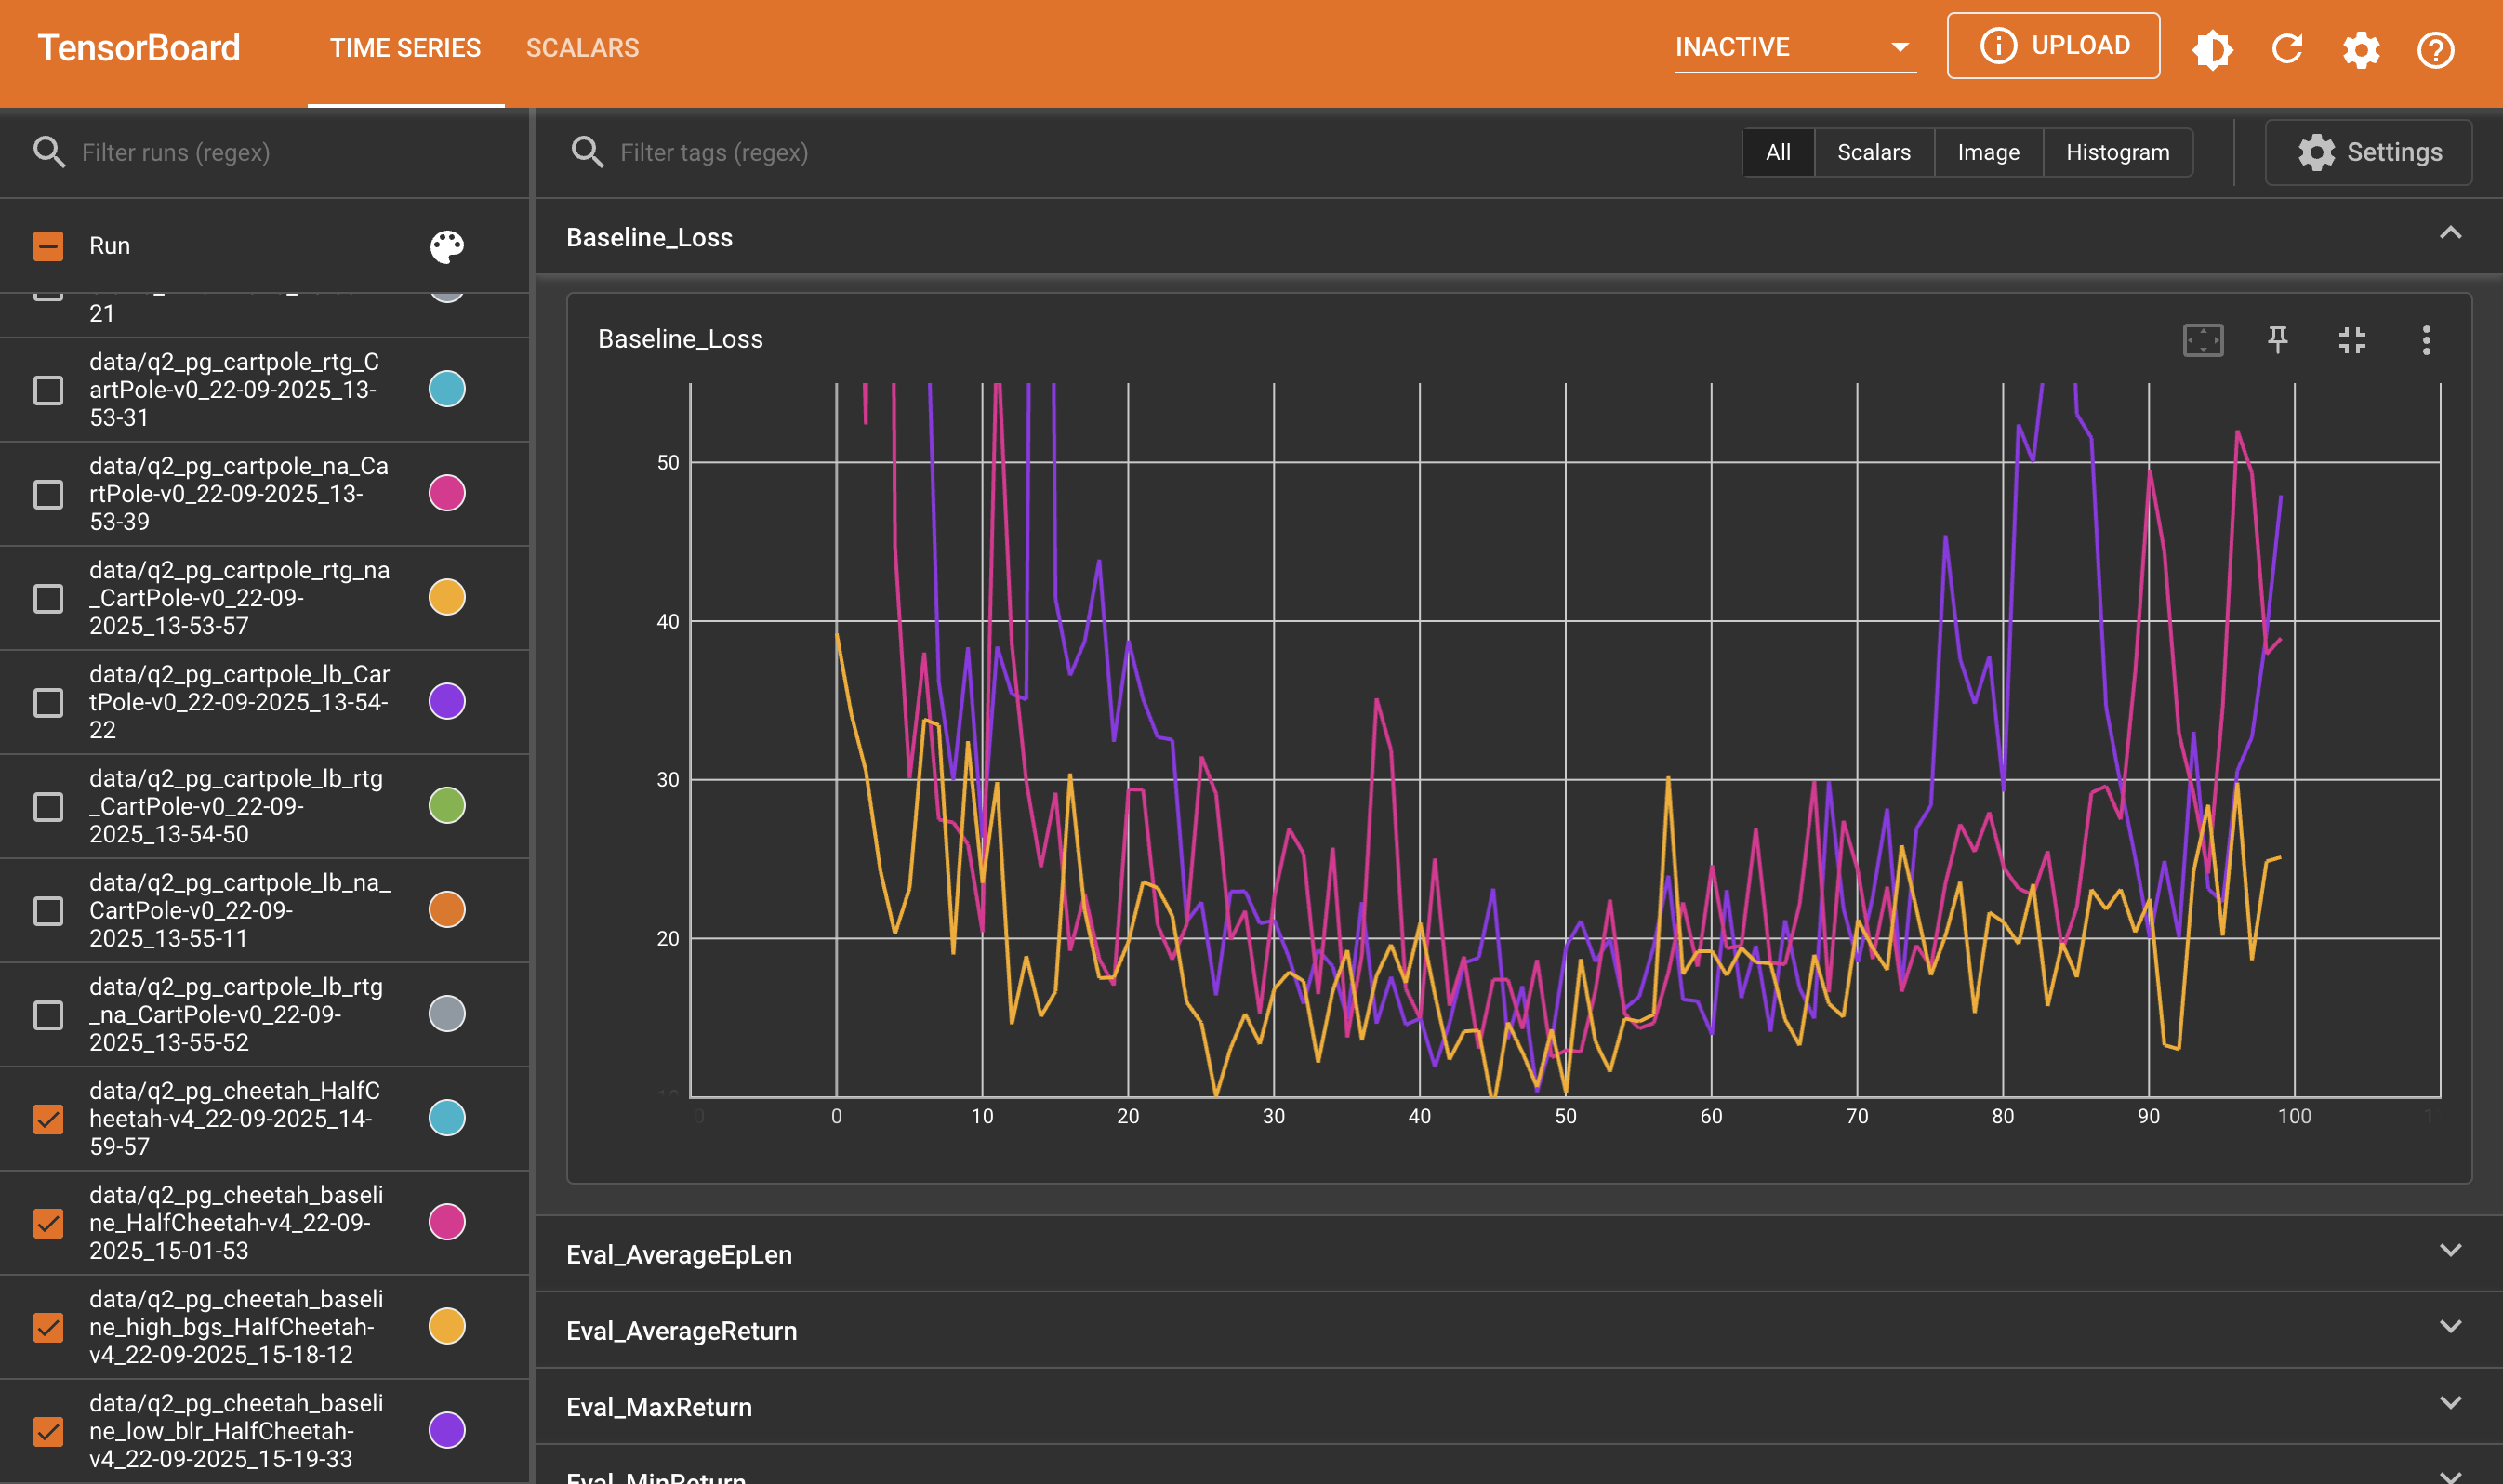 TensorBoard
TIME SERIES
SCALARS
INACTIVE
UPLOAD
Filter runs (regex)
Filter tags (regex)
All
Scalars
Image
Histogram
Settings
Run
21
data/q2_pg_cartpole_rtg_C
artPole-v0_22-09-2025_13-
53-31
data/q2_pg_cartpole_na_Ca
rtPole-v0_22-09-2025_13-
53-39
data/q2_pg_cartpole_rtg_na
_CartPole-v0_22-09-
2025_13-53-57
data/q2_pg_cartpole_lb_Car
tPole-v0_22-09-2025_13-54-
22
data/q2_pg_cartpole_lb_rtg
_CartPole-v0_22-09-
2025_13-54-50
data/q2_pg_cartpole_lb_na_
CartPole-v0_22-09-
2025_13-55-11
data/q2_pg_cartpole_lb_rtg
_na_CartPole-v0_22-09-
2025_13-55-52
data/q2_pg_cheetah_HalfC
heetah-v4_22-09-2025_14-
59-57
data/q2_pg_cheetah_baseli
ne_HalfCheetah-v4_22-09-
2025_15-01-53
data/q2_pg_cheetah_baseli
ne_high_bgs_HalfCheetah-
v4_22-09-2025_15-18-12
data/q2_pg_cheetah_baseli
ne_low_blr_HalfCheetah-
v4_22-09-2025_15-19-33
Baseline_Loss
Baseline_Loss
50
40
30
20
10
0
0
10
20
30
40
50
60
70
80
90
100
1
Eval_AverageEpLen
Eval_AverageReturn
Eval_MaxReturn
Eval_MinReturn